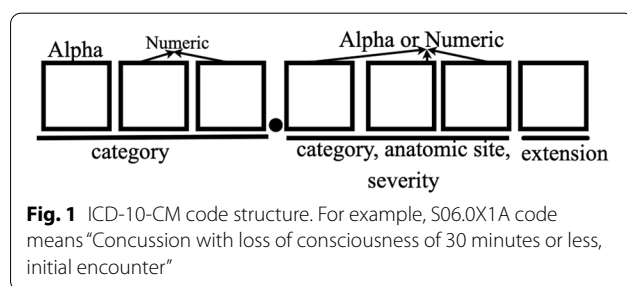 Alpha Numeric Alpha or Numeric
category category, anatomic site, extension
severity
Fig. 1 ICD-10-CM code structure. For example, S06.0X1A code
means “Concussion with loss of consciousness of 30 minutes or less,
initial encounter”